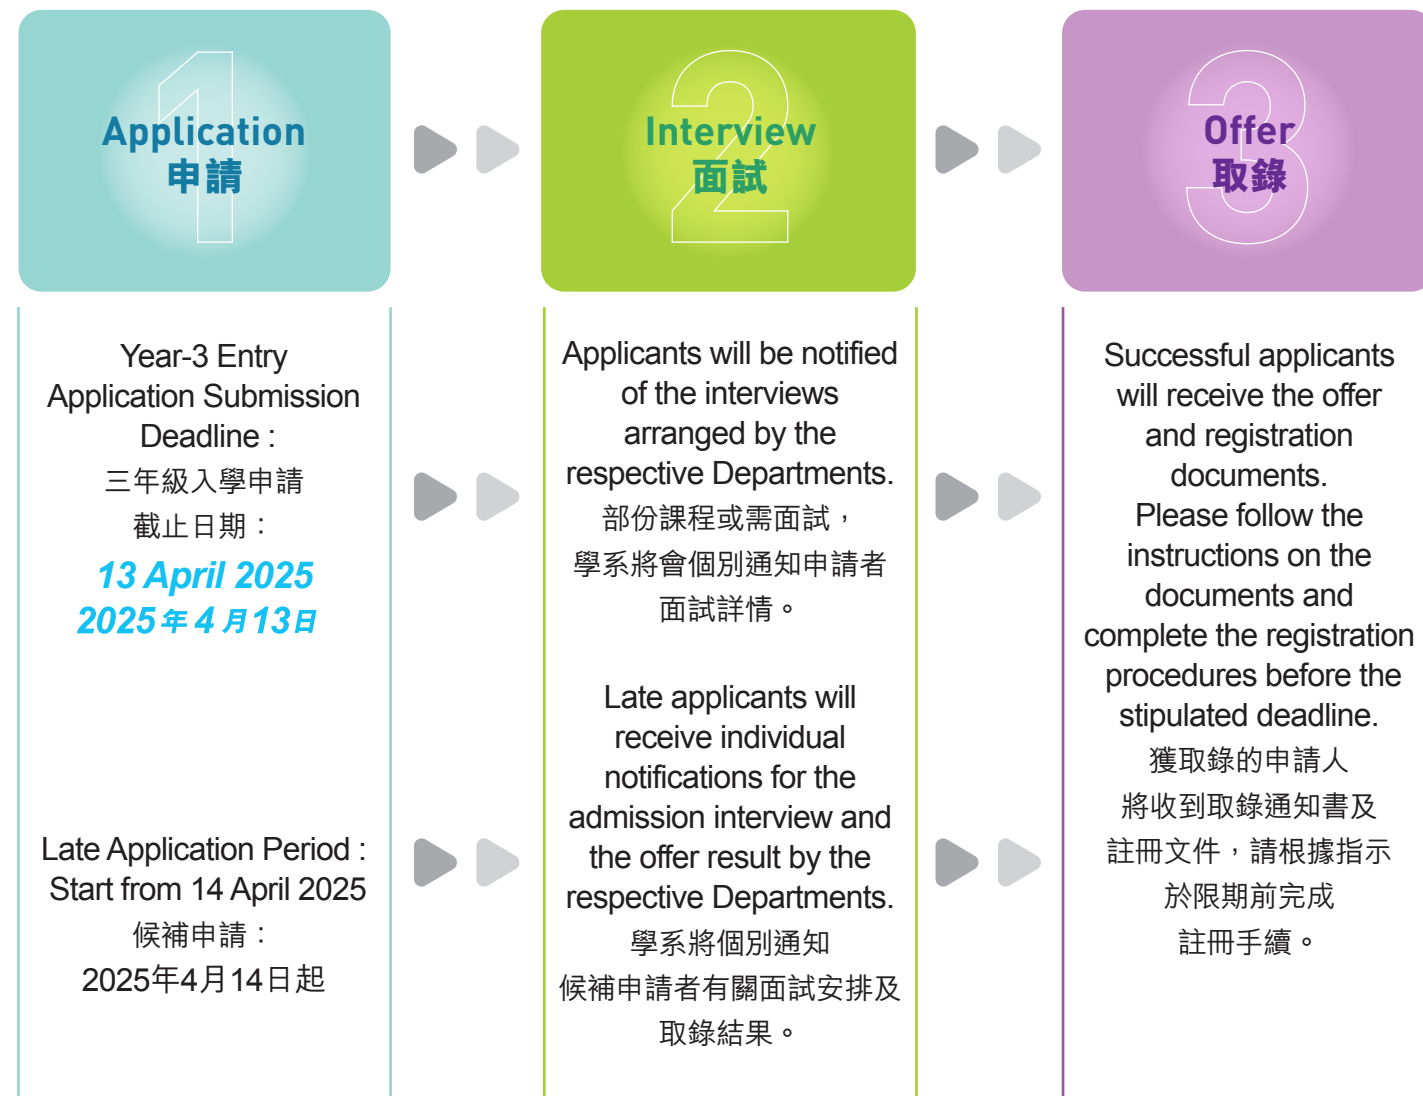 1
Application
申請
2
Interview
面試
3
Offer
取錄
Year-3 Entry
Application Submission
Deadline :
三年級入學申請
截止日期：
13 April 2025
2025年4月13日
Late Application Period :
Start from 14 April 2025
候補申請：
2025年4月14日起
Applicants will be notified
of the interviews
arranged by the
respective Departments.
部份課程或需面試，
學系將會個別通知申請者
面試詳情。
Late applicants will
receive individual
notifications for the
admission interview and
the offer result by the
respective Departments.
學系將個別通知
候補申請者有關面試安排及
取錄結果。
Successful applicants
will receive the offer
and registration
documents.
Please follow the
instructions on the
documents and
complete the registration
procedures before the
stipulated deadline.
獲取錄的申請人
將收到取錄通知書及
註冊文件，請根據指示
於限期前完成
註冊手續。